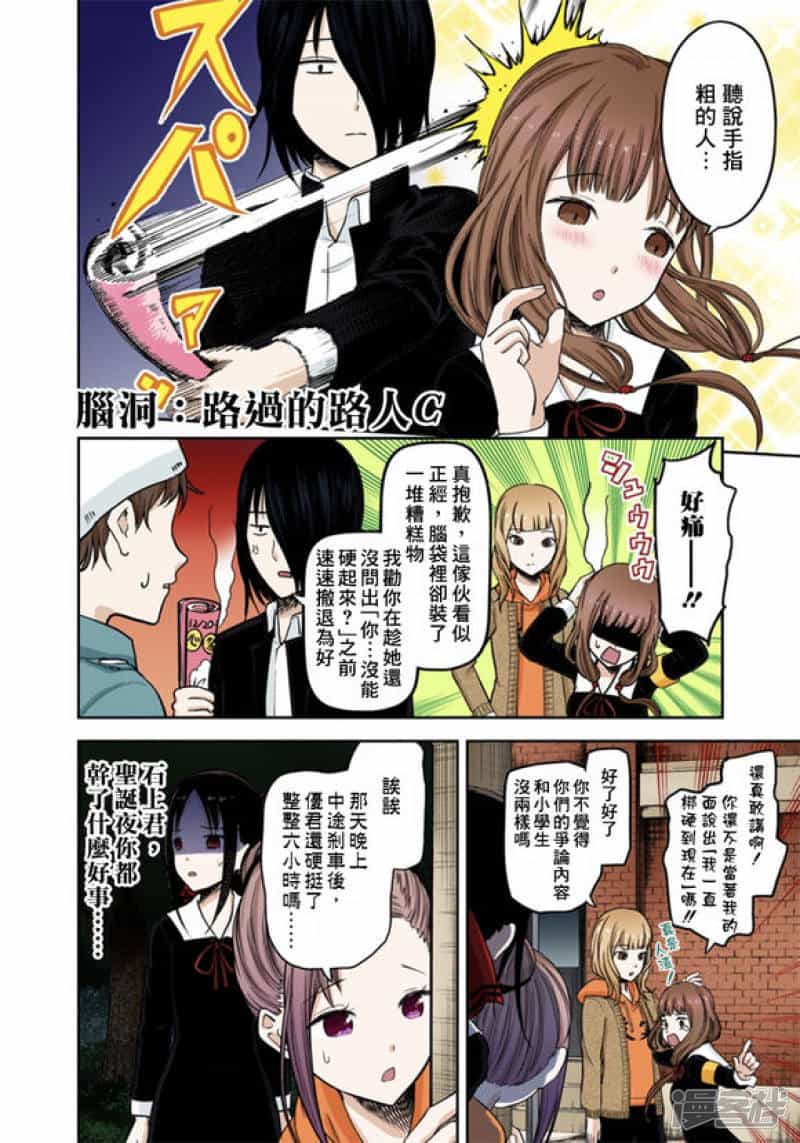 聽說手指
粗的人…
スパ
ァ
ッ
腦洞：路過的路人C
好痛——!!
シュウウウ
真抱歉，這傢伙看似
正經，腦袋裡卻裝了
一堆糟糕物
我勸你在趁她還
沒問出「你…沒能
硬起來？」之前
速速撤退為好
12/20
還真敢講啊！
你還不是當著我的
面說出「我一直
梆硬到現在」嗎!!
好了好了
你不覺得
你們的爭論內容
和小學生
沒兩樣嗎
人渣！
誒誒
那天晚上
中途剎車後，
優君還硬挺了
整整六小時嗎……
石上君，
聖誕夜你都
幹了什麼好事……
漫客栈